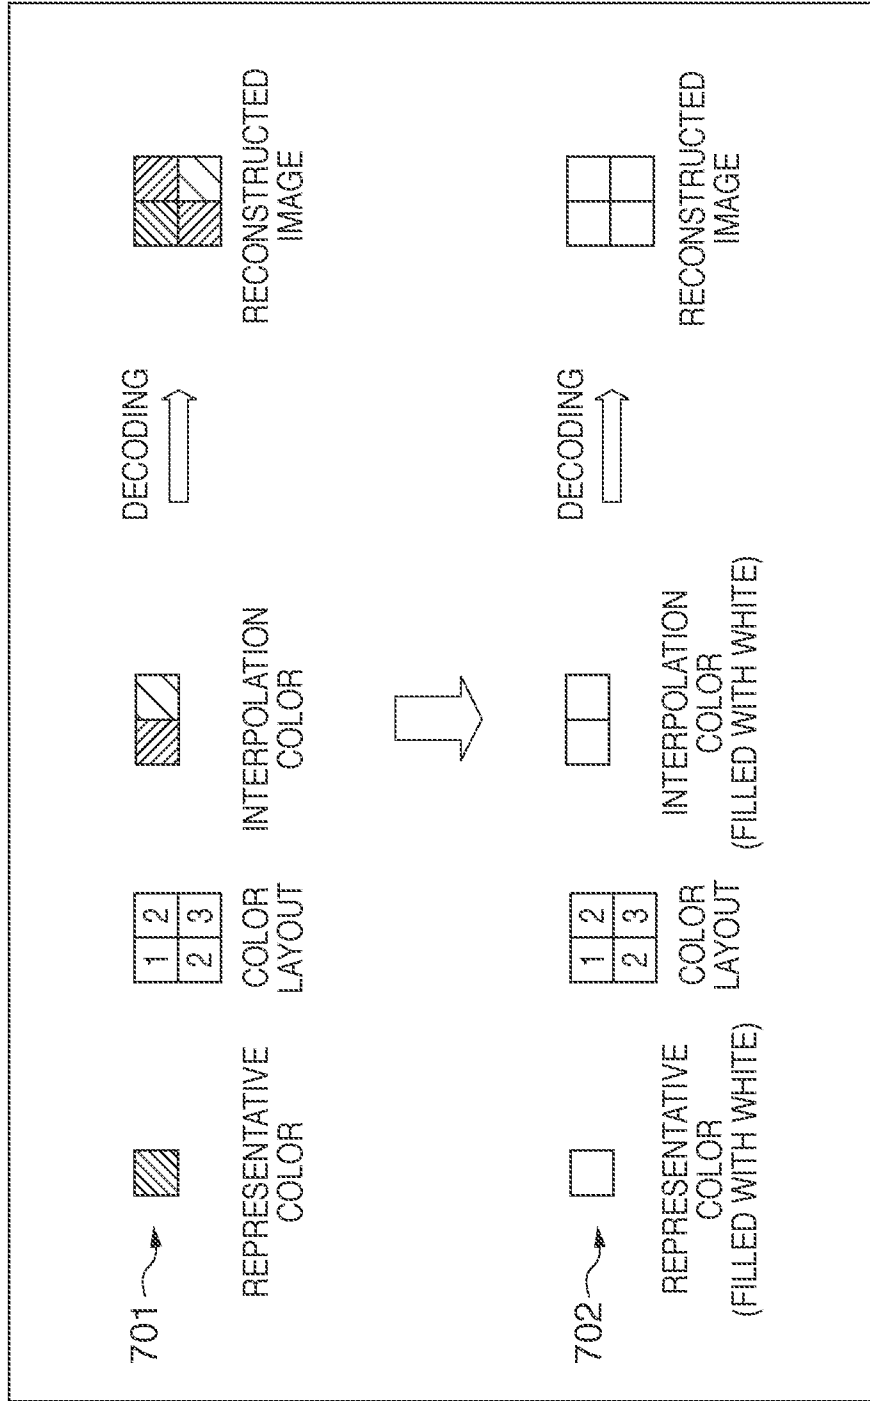 701
REPRESENTATIVE
COLOR
1 2
2 3
COLOR
LAYOUT
INTERPOLATION
COLOR
DECODING
RECONSTRUCTED
IMAGE
702
REPRESENTATIVE
COLOR
(FILLED WITH WHITE)
1 2
2 3
COLOR
LAYOUT
INTERPOLATION
COLOR
(FILLED WITH WHITE)
DECODING
RECONSTRUCTED
IMAGE